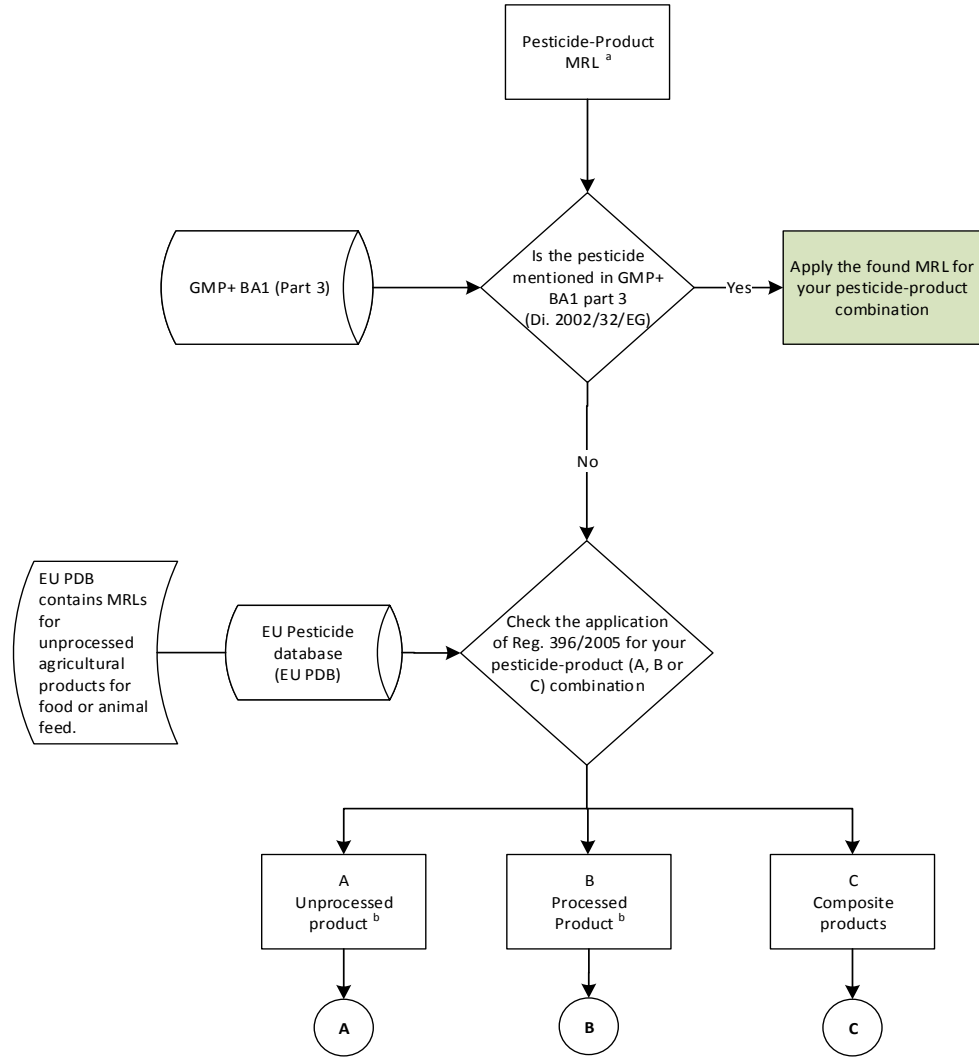 Pesticide-Product
MRL a
Is the pesticide
mentioned in GMP+
BA1 part 3
(Di. 2002/32/EG)
GMP+ BA1 (Part 3)
Yes
Apply the found MRL for
your pesticide-product
combination
No
EU PDB
contains MRLs
for
unprocessed
agricultural
products for
food or animal
feed.
EU Pesticide
database
(EU PDB)
Check the application
of Reg. 396/2005 for your
pesticide-product (A, B or
C) combination
A
Unprocessed
product b
B
Processed
Product b
C
Composite
products
A
B
C